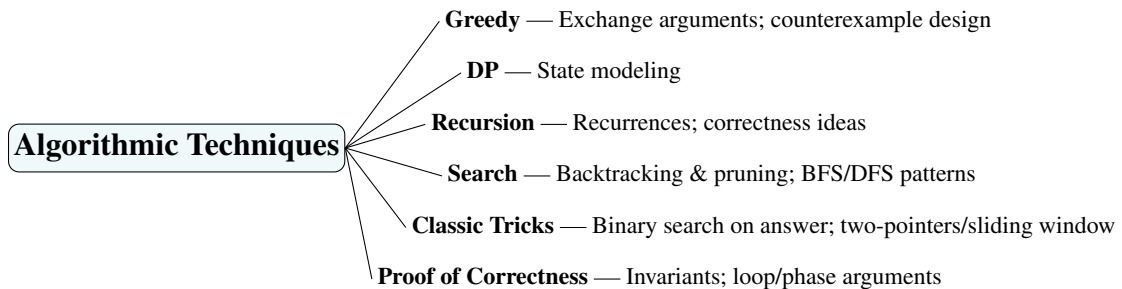 Greedy — Exchange arguments; counterexample design
DP — State modeling
Recursion — Recurrences; correctness ideas
Algorithmic Techniques
Search — Backtracking & pruning; BFS/DFS patterns
Classic Tricks — Binary search on answer; two-pointers/sliding window
Proof of Correctness — Invariants; loop/phase arguments